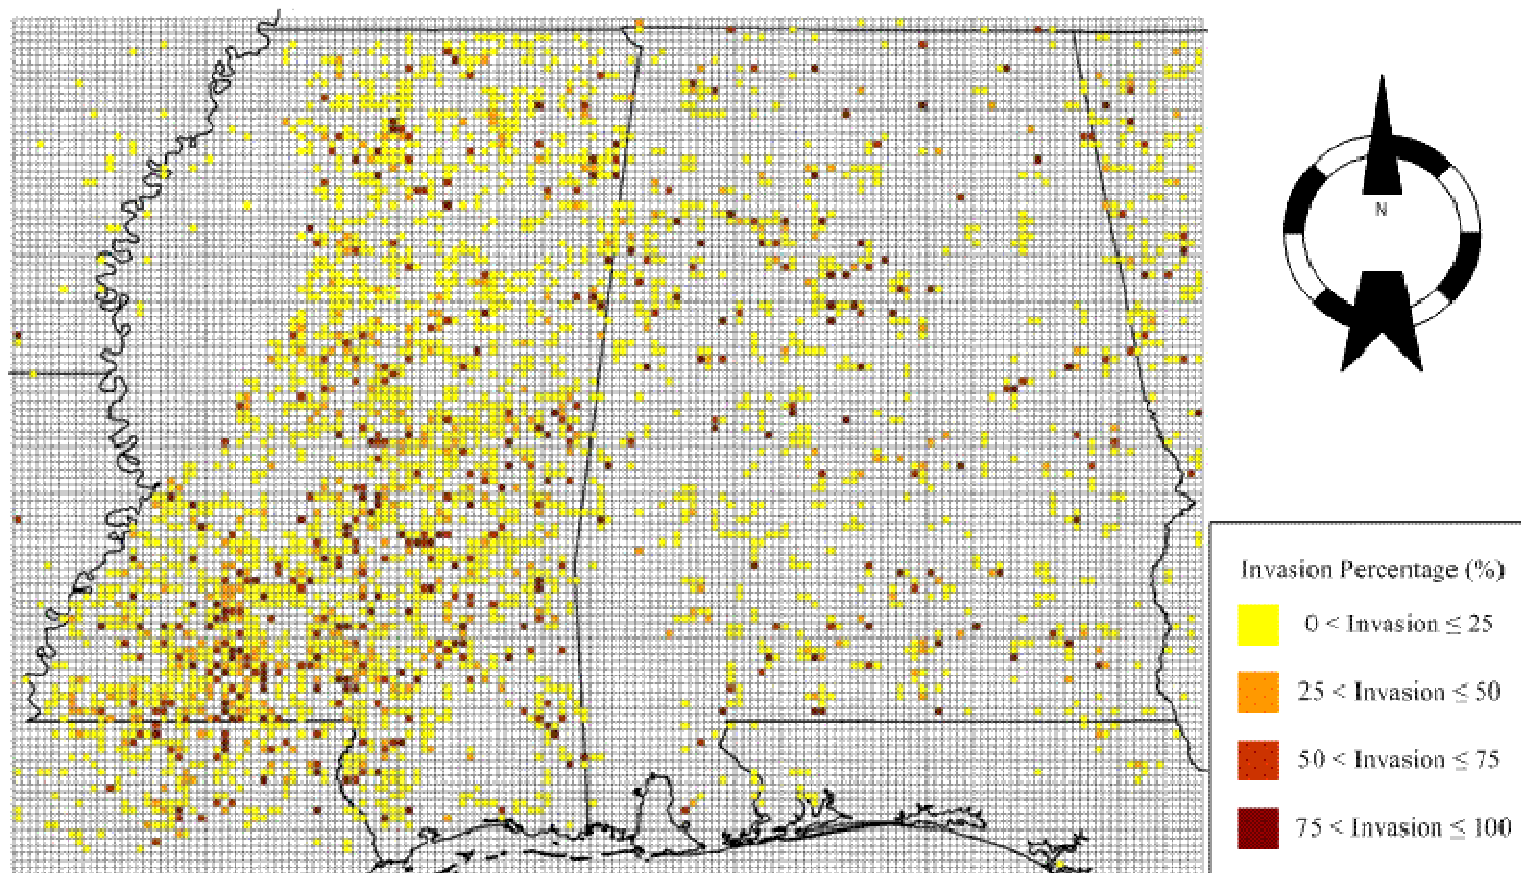 N
Invasion Percentage (%)
0 < Invasion ≤ 25
25 < Invasion ≤ 50
50 < Invasion ≤ 75
75 < Invasion ≤ 100